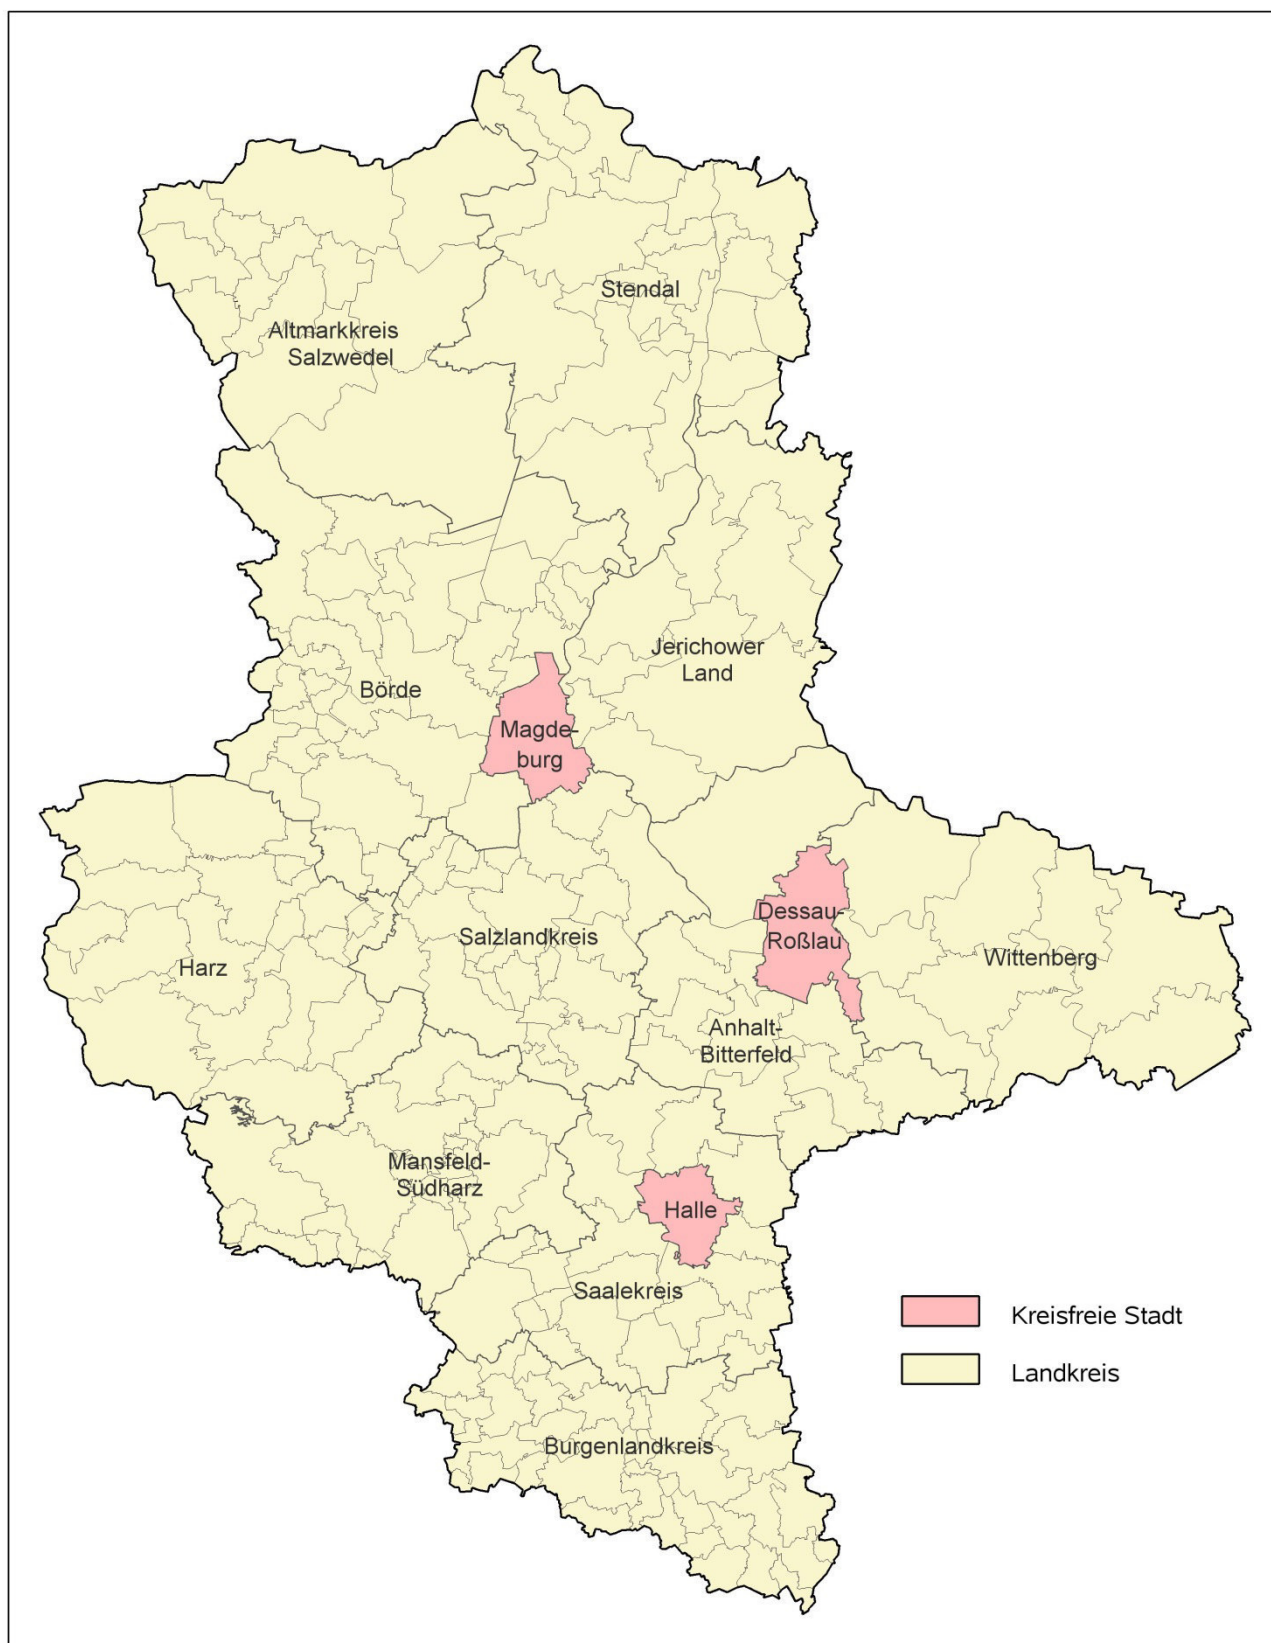 Stendal
Altmarkkreis
Salzwedel
Jerichower
Land
Börde
Magde-
burg
Dessau-
Roßlau
Salzlandkreis
Wittenberg
Harz
Anhalt-
Bitterfeld
Mansfeld-
Südharz
Halle
Saalekreis
Kreisfreie Stadt
Landkreis
Burgenlandkreis